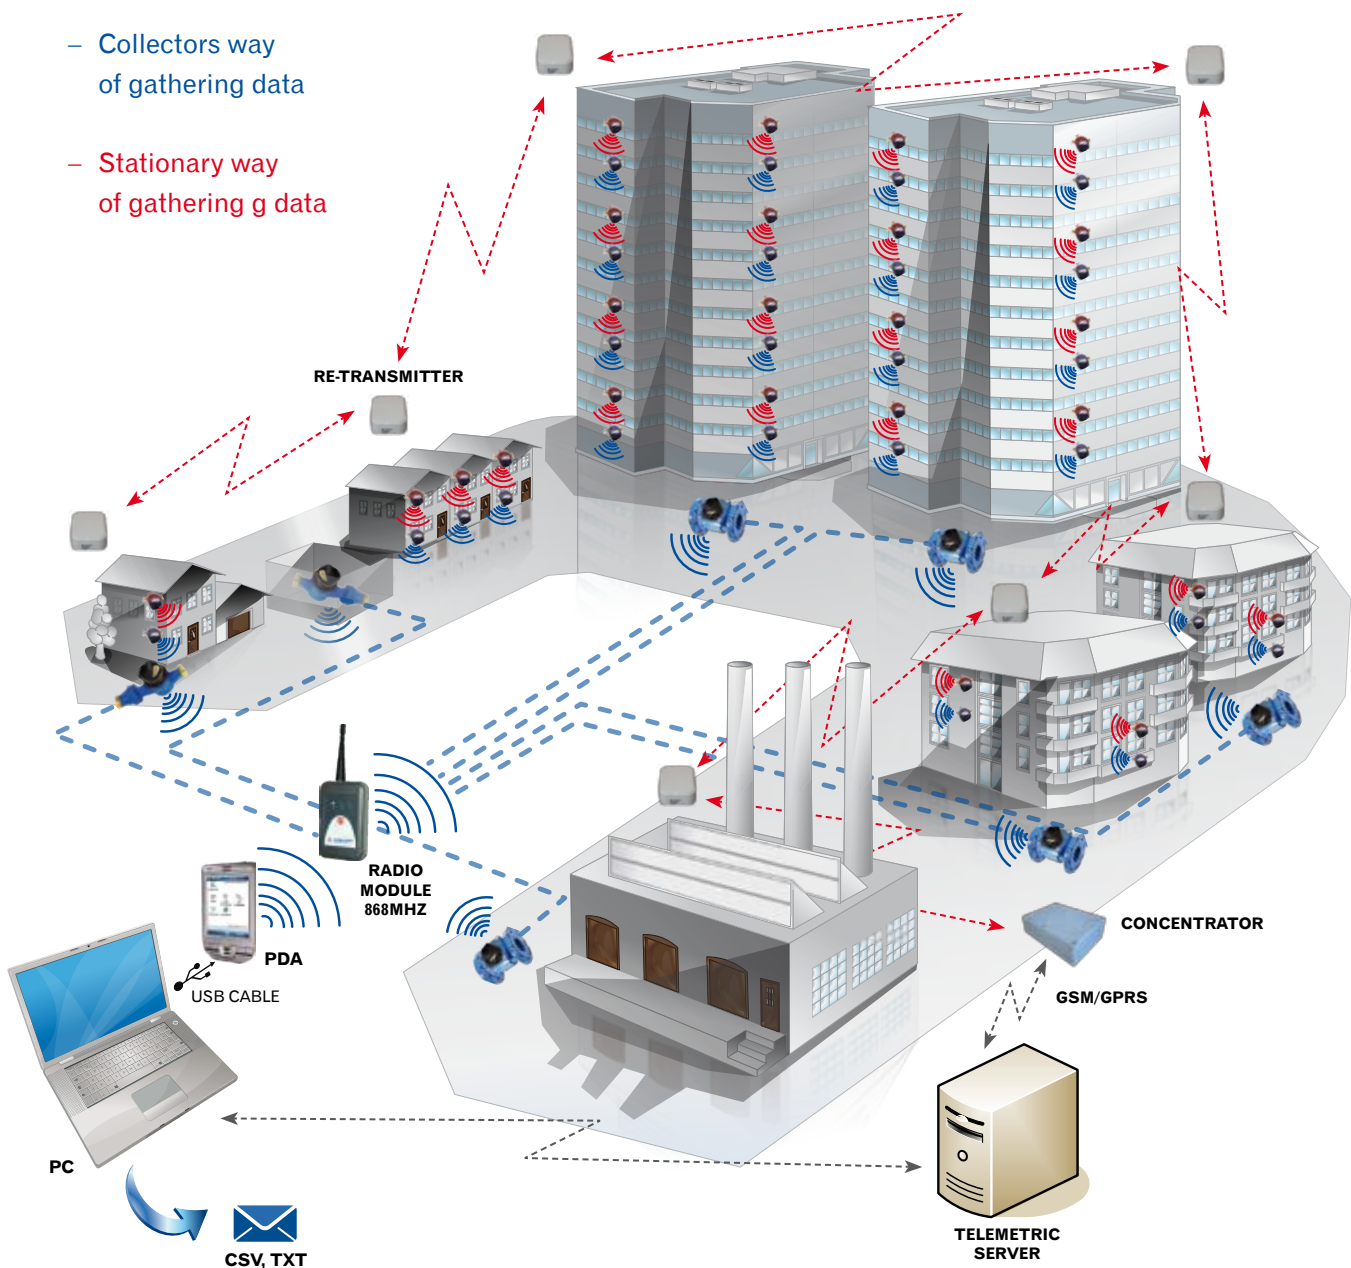 – Collectors way
of gathering data
– Stationary way
of gathering g data
RE-TRANSMITTER
RADIO
MODULE
868MHZ
PDA
USB CABLE
CONCENTRATOR
GSM/GPRS
PC
CSV, TXT
TELEMETRIC
SERVER